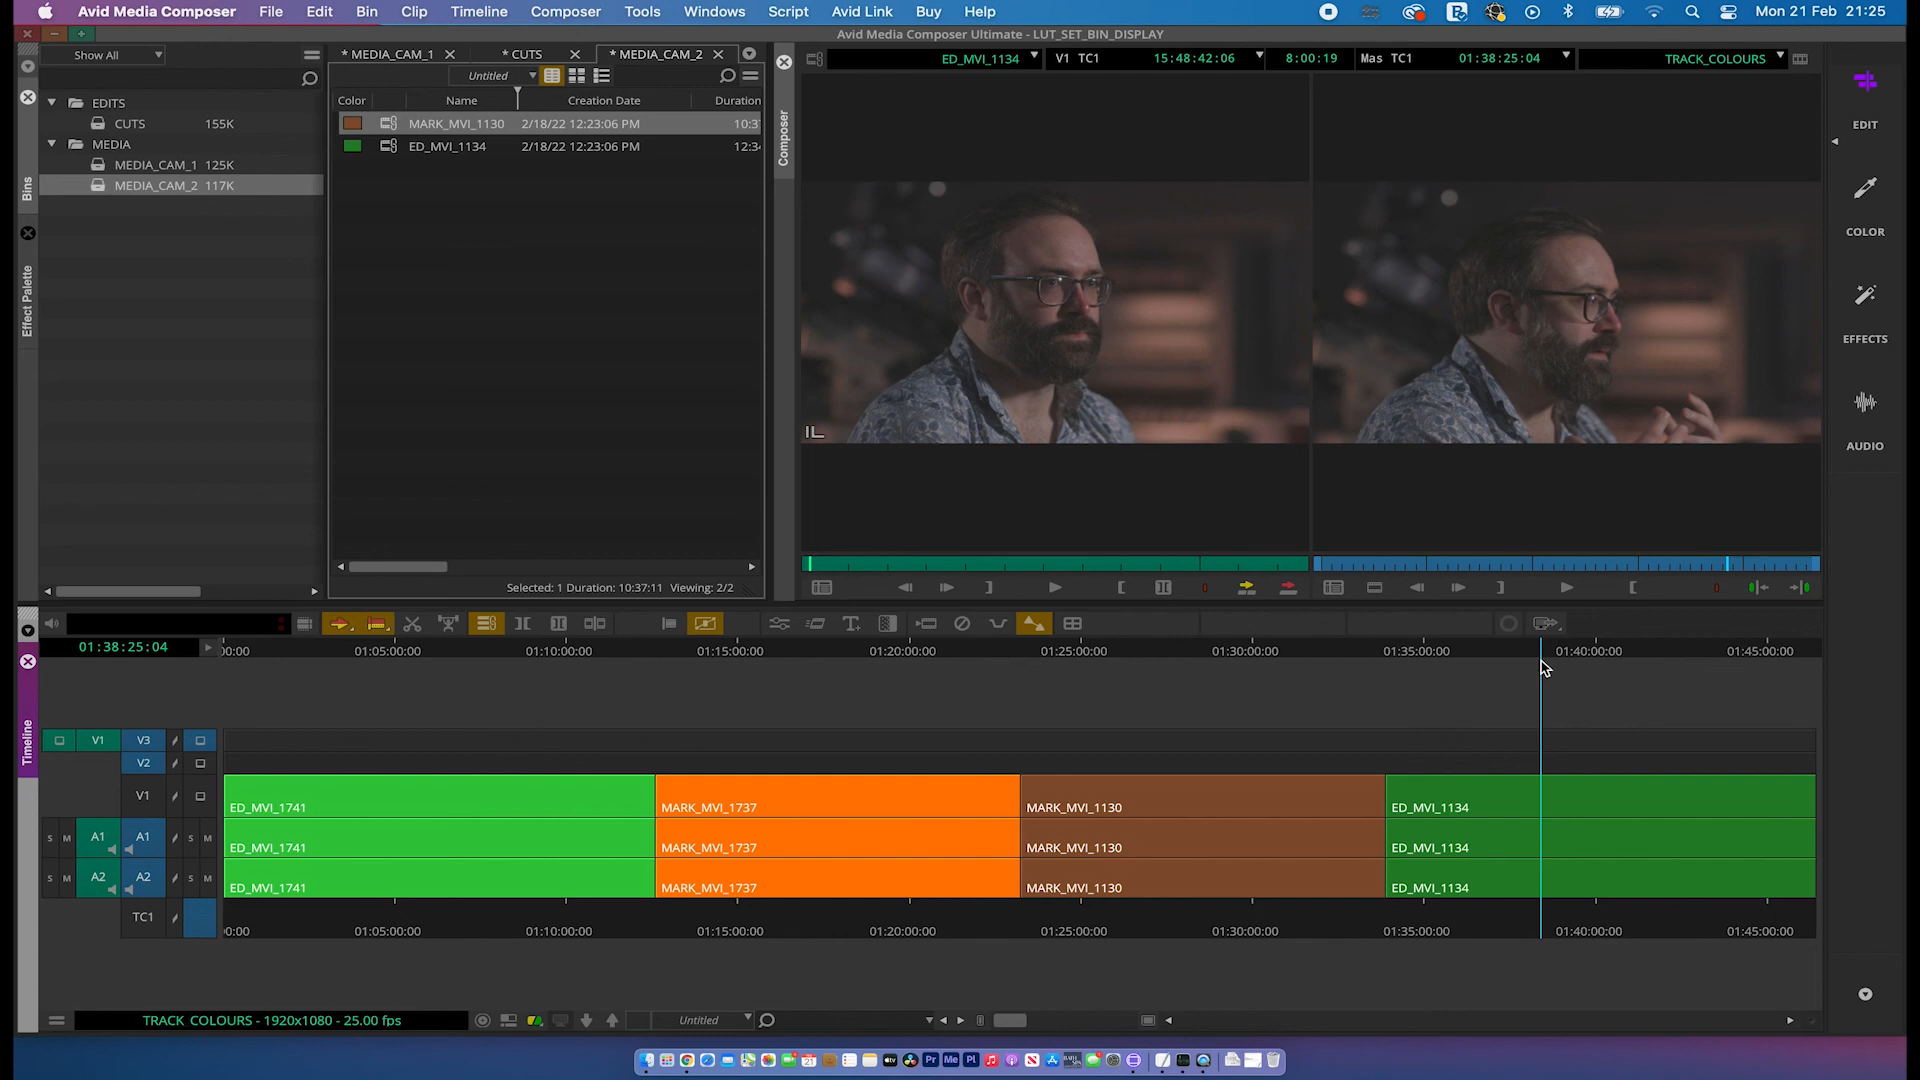 Avid Media Composer File Edit Bin Clip Timeline Composer Tools Windows Script Avid Link Buy Help Mon 21 Feb 21:25
Avid Media Composer Ultimate - LUT_SET_BIN_DISPLAY
Show All
* MEDIA_CAM_1 * CUTS * MEDIA_CAM_2
ED_MVI_1134 V1 TC1 15:48:42:06 8:00:19 Mas TC1 01:38:25:04 TRACK_COLOURS
Untitled
EDITS
CUTS 155K
MEDIA
MEDIA_CAM_1 125K
MEDIA_CAM_2 117K
Bins
Effect Palette
Color Name Creation Date Duration
MARK_MVI_1130 2/18/22 12:23:06 PM 10:3
ED_MVI_1134 2/18/22 12:23:06 PM 12:3
Selected: 1 Duration: 10:37:11 Viewing: 2/2
Composer
EDIT
COLOR
EFFECTS
AUDIO
Timeline
01:38:25:04
00:00 01:05:00:00 01:10:00:00 01:15:00:00 01:20:00:00 01:25:00:00 01:30:00:00 01:35:00:00 01:40:00:00 01:45:00:00
V1 V3
V2
V1
ED_MVI_1741 MARK_MVI_1737 MARK_MVI_1130 ED_MVI_1134
S M A1 A1 S M
ED_MVI_1741 MARK_MVI_1737 MARK_MVI_1130 ED_MVI_1134
S M A2 A2 S M
ED_MVI_1741 MARK_MVI_1737 MARK_MVI_1130 ED_MVI_1134
TC1
0:00 01:05:00:00 01:10:00:00 01:15:00:00 01:20:00:00 01:25:00:00 01:30:00:00 01:35:00:00 01:40:00:00 01:45:00:00
TRACK COLOURS - 1920x1080 - 25.00 fps Untitled
Pr Me Pl